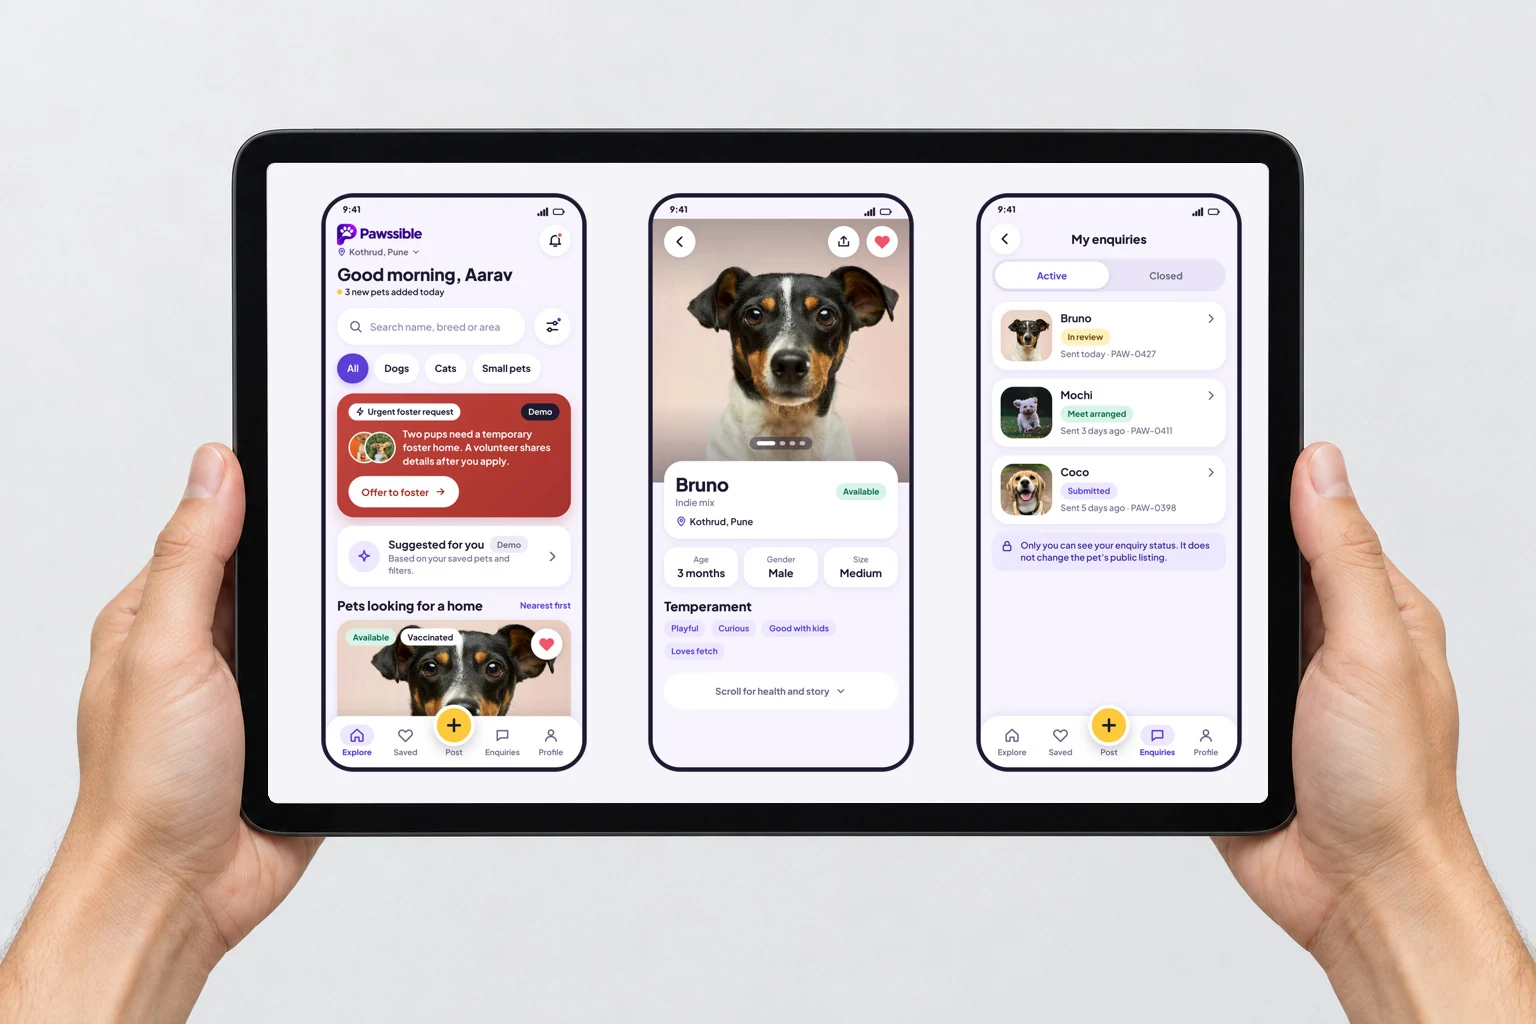 9:41
Pawssible
Kothrud, Pune
Good morning, Aarav
3 new pets added today
Search name, breed or area
All
Dogs
Cats
Small pets
Urgent foster request
Demo
Two pups need a temporary
foster home. A volunteer shares
details after you apply.
Offer to foster
Suggested for you
Demo
Based on your saved pets and
filters.
Pets looking for a home
Nearest first
Available
Vaccinated
Explore
Saved
Post
Enquiries
Profile
9:41
Bruno
Indie mix
Available
Kothrud, Pune
Age
3 months
Gender
Male
Size
Medium
Temperament
Playful
Curious
Good with kids
Loves fetch
Scroll for health and story
9:41
My enquiries
Active
Closed
Bruno
In review
Sent today · PAW-0427
Mochi
Meet arranged
Sent 3 days ago · PAW-0411
Coco
Submitted
Sent 5 days ago · PAW-0398
Only you can see your enquiry status. It does
not change the pet's public listing.
Explore
Saved
Post
Enquiries
Profile